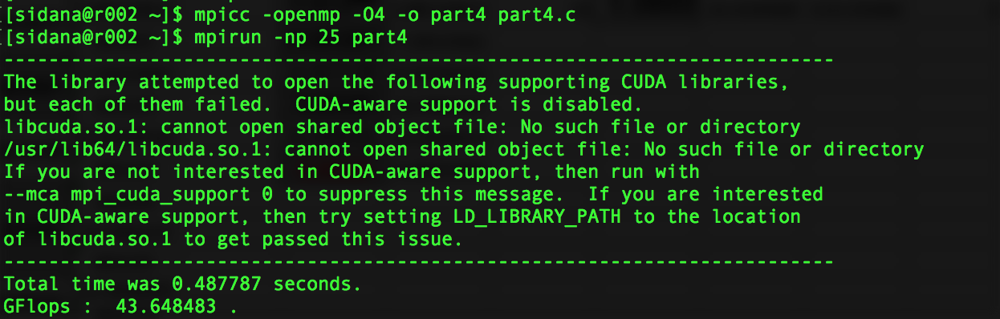 [sidana@r002 ~]$ mpicc -openmp -O4 -o part4 part4.c
[sidana@r002 ~]$ mpirun -np 25 part4
--------------------------------------------------------------------------
The library attempted to open the following supporting CUDA libraries,
but each of them failed.  CUDA-aware support is disabled.
libcuda.so.1: cannot open shared object file: No such file or directory
/usr/lib64/libcuda.so.1: cannot open shared object file: No such file or directory
If you are not interested in CUDA-aware support, then run with
--mca mpi_cuda_support 0 to suppress this message.  If you are interested
in CUDA-aware support, then try setting LD_LIBRARY_PATH to the location
of libcuda.so.1 to get passed this issue.
--------------------------------------------------------------------------
Total time was 0.487787 seconds.
GFlops :  43.648483 .